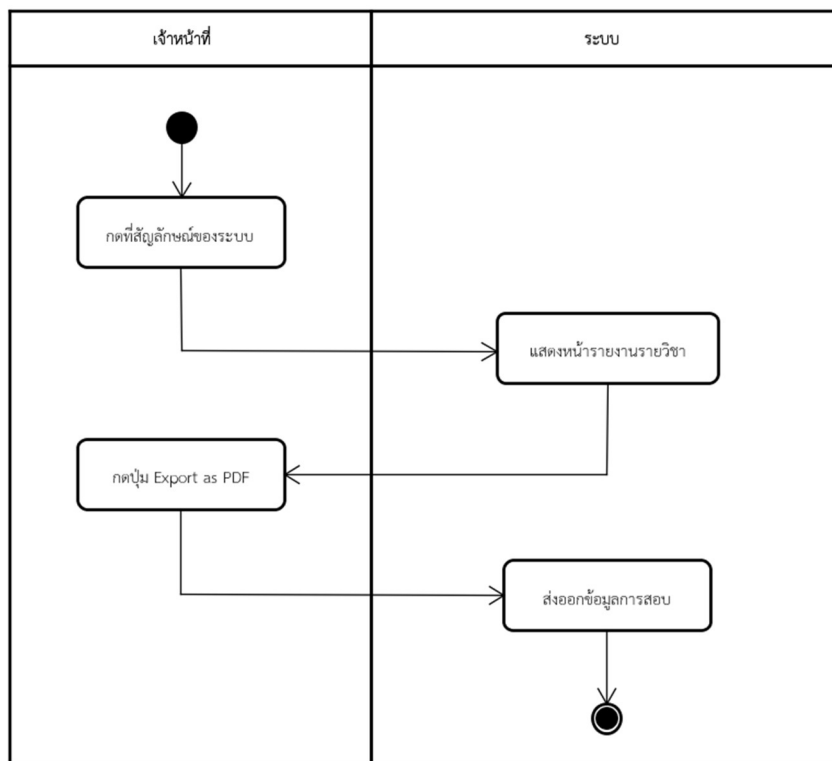 เจ้าหน้าที่
ระบบ
กดที่สัญลักษณ์ของระบบ
แสดงหน้ารายงานรายวิชา
กดปุ่ม Export as PDF
ส่งออกข้อมูลการสอบ